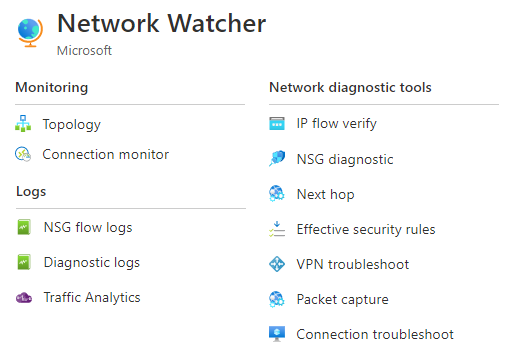 Network Watcher
Microsoft
Monitoring
Topology
Connection monitor
Logs
NSG flow logs
Diagnostic logs
Traffic Analytics
Network diagnostic tools
IP flow verify
NSG diagnostic
Next hop
Effective security rules
VPN troubleshoot
Packet capture
Connection troubleshoot